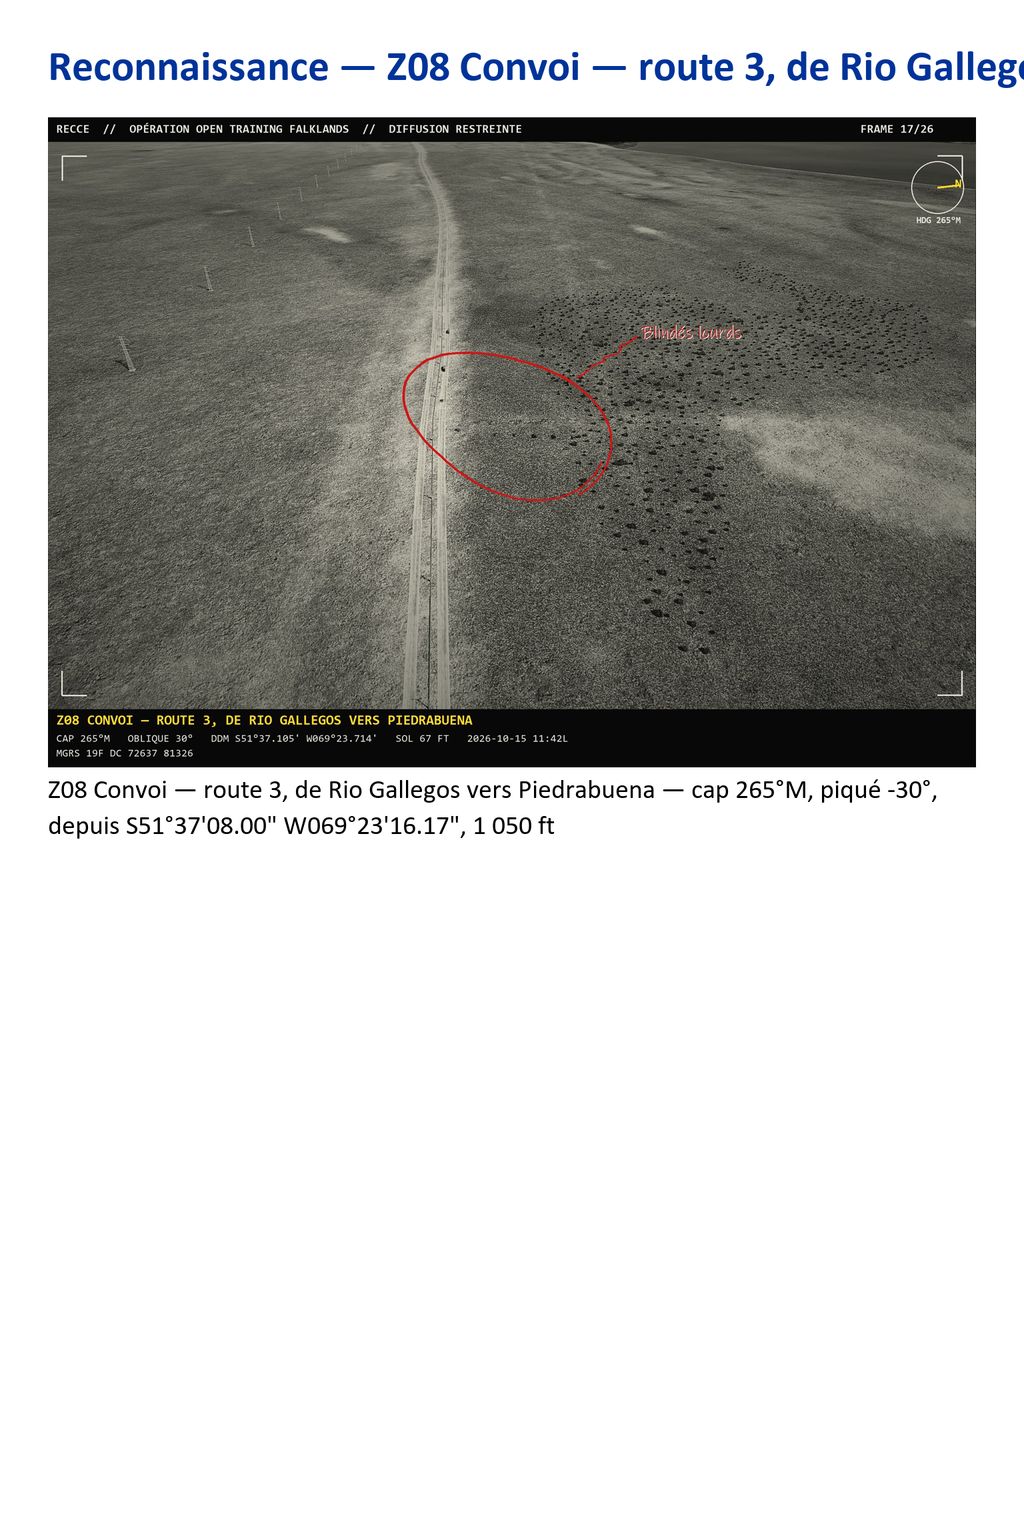 Reconnaissance — Z08 Convoi — route 3, de Rio
RECCE // OPÉRATION OPEN TRAINING FALKLANDS // DIFFUSION RESTREINTE FRAME 17/26
N
HDG 265°M
Blindés lourds
Z08 CONVOI — ROUTE 3, DE RIO GALLEGOS VERS PIEDRABUENA
CAP 265°M OBLIQUE 30° DDM S51°37.105' W069°23.714' SOL 67 FT 2026-10-15 11:42L
MGRS 19F DC 72637 81326
Z08 Convoi — route 3, de Rio Gallegos vers Piedrabuena — cap 265°M, piqué -30°,
depuis S51°37'08.00" W069°23'16.17", 1 050 ft